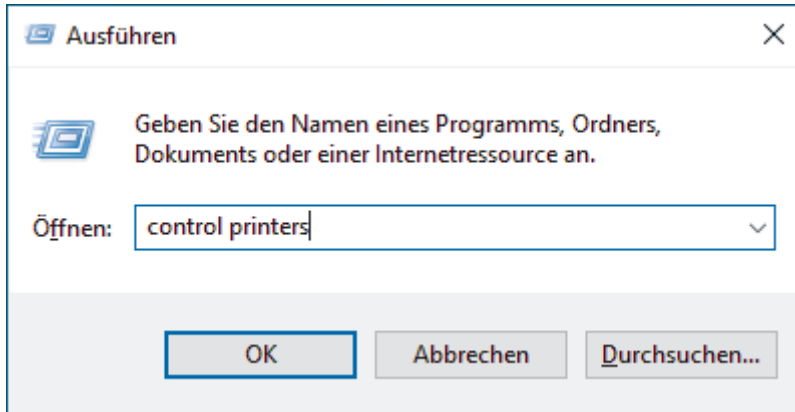 Ausführen
Geben Sie den Namen eines Programms, Ordners,
Dokuments oder einer Internetressource an.
Öffnen: control printers
OK Abbrechen Durchsuchen...